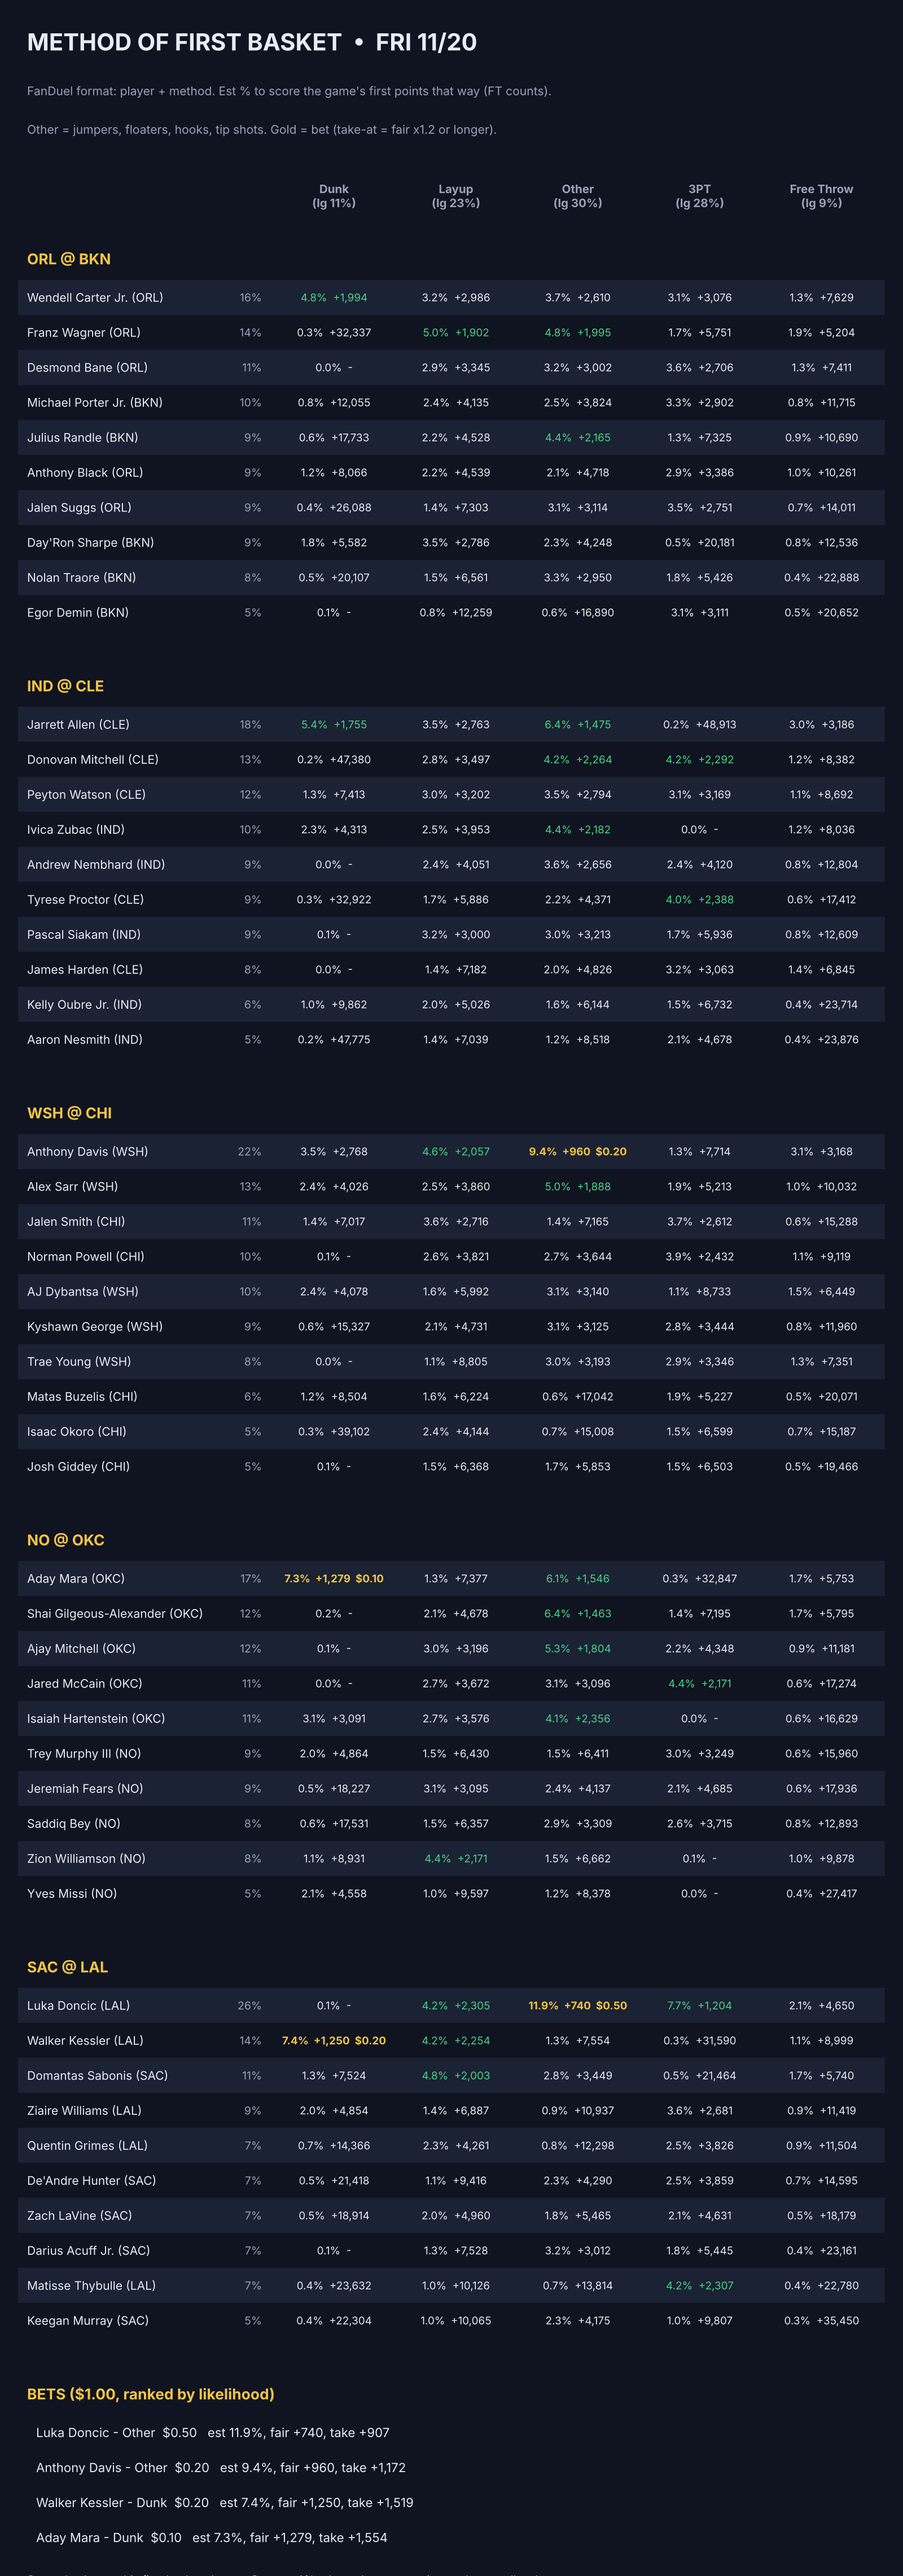 METHOD OF FIRST BASKET • FRI 11/20
FanDuel format: player + method. Est % to score the game's first points that way (FT counts).
Other = jumpers, floaters, hooks, tip shots. Gold = bet (take-at = fair x1.2 or longer).
Dunk Layup Other 3PT Free Throw
(lg 11%) (lg 23%) (lg 30%) (lg 28%) (lg 9%)
ORL @ BKN
Wendell Carter Jr. (ORL) 16% 4.8% +1,994 3.2% +2,986 3.7% +2,610 3.1% +3,076 1.3% +7,629
Franz Wagner (ORL) 14% 0.3% +32,337 5.0% +1,902 4.8% +1,995 1.7% +5,751 1.9% +5,204
Desmond Bane (ORL) 11% 0.0% - 2.9% +3,345 3.2% +3,002 3.6% +2,706 1.3% +7,411
Michael Porter Jr. (BKN) 10% 0.8% +12,055 2.4% +4,135 2.5% +3,824 3.3% +2,902 0.8% +11,715
Julius Randle (BKN) 9% 0.6% +17,733 2.2% +4,528 4.4% +2,165 1.3% +7,325 0.9% +10,690
Anthony Black (ORL) 9% 1.2% +8,066 2.2% +4,539 2.1% +4,718 2.9% +3,386 1.0% +10,261
Jalen Suggs (ORL) 9% 0.4% +26,088 1.4% +7,303 3.1% +3,114 3.5% +2,751 0.7% +14,011
Day'Ron Sharpe (BKN) 9% 1.8% +5,582 3.5% +2,786 2.3% +4,248 0.5% +20,181 0.8% +12,536
Nolan Traore (BKN) 8% 0.5% +20,107 1.5% +6,561 3.3% +2,950 1.8% +5,426 0.4% +22,888
Egor Demin (BKN) 5% 0.1% - 0.8% +12,259 0.6% +16,890 3.1% +3,111 0.5% +20,652
IND @ CLE
Jarrett Allen (CLE) 18% 5.4% +1,755 3.5% +2,763 6.4% +1,475 0.2% +48,913 3.0% +3,186
Donovan Mitchell (CLE) 13% 0.2% +47,380 2.8% +3,497 4.2% +2,264 4.2% +2,292 1.2% +8,382
Peyton Watson (CLE) 12% 1.3% +7,413 3.0% +3,202 3.5% +2,794 3.1% +3,169 1.1% +8,692
Ivica Zubac (IND) 10% 2.3% +4,313 2.5% +3,953 4.4% +2,182 0.0% - 1.2% +8,036
Andrew Nembhard (IND) 9% 0.0% - 2.4% +4,051 3.6% +2,656 2.4% +4,120 0.8% +12,804
Tyrese Proctor (CLE) 9% 0.3% +32,922 1.7% +5,886 2.2% +4,371 4.0% +2,388 0.6% +17,412
Pascal Siakam (IND) 9% 0.1% - 3.2% +3,000 3.0% +3,213 1.7% +5,936 0.8% +12,609
James Harden (CLE) 8% 0.0% - 1.4% +7,182 2.0% +4,826 3.2% +3,063 1.4% +6,845
Kelly Oubre Jr. (IND) 6% 1.0% +9,862 2.0% +5,026 1.6% +6,144 1.5% +6,732 0.4% +23,714
Aaron Nesmith (IND) 5% 0.2% +47,775 1.4% +7,039 1.2% +8,518 2.1% +4,678 0.4% +23,876
WSH @ CHI
Anthony Davis (WSH) 22% 3.5% +2,768 4.6% +2,057 9.4% +960 $0.20 1.3% +7,714 3.1% +3,168
Alex Sarr (WSH) 13% 2.4% +4,026 2.5% +3,860 5.0% +1,888 1.9% +5,213 1.0% +10,032
Jalen Smith (CHI) 11% 1.4% +7,017 3.6% +2,716 1.4% +7,165 3.7% +2,612 0.6% +15,288
Norman Powell (CHI) 10% 0.1% - 2.6% +3,821 2.7% +3,644 3.9% +2,432 1.1% +9,119
AJ Dybantsa (WSH) 10% 2.4% +4,078 1.6% +5,992 3.1% +3,140 1.1% +8,733 1.5% +6,449
Kyshawn George (WSH) 9% 0.6% +15,327 2.1% +4,731 3.1% +3,125 2.8% +3,444 0.8% +11,960
Trae Young (WSH) 8% 0.0% - 1.1% +8,805 3.0% +3,193 2.9% +3,346 1.3% +7,351
Matas Buzelis (CHI) 6% 1.2% +8,504 1.6% +6,224 0.6% +17,042 1.9% +5,227 0.5% +20,071
Isaac Okoro (CHI) 5% 0.3% +39,102 2.4% +4,144 0.7% +15,008 1.5% +6,599 0.7% +15,187
Josh Giddey (CHI) 5% 0.1% - 1.5% +6,368 1.7% +5,853 1.5% +6,503 0.5% +19,466
NO @ OKC
Aday Mara (OKC) 17% 7.3% +1,279 $0.10 1.3% +7,377 6.1% +1,546 0.3% +32,847 1.7% +5,753
Shai Gilgeous-Alexander (OKC) 12% 0.2% - 2.1% +4,678 6.4% +1,463 1.4% +7,195 1.7% +5,795
Ajay Mitchell (OKC) 12% 0.1% - 3.0% +3,196 5.3% +1,804 2.2% +4,348 0.9% +11,181
Jared McCain (OKC) 11% 0.0% - 2.7% +3,672 3.1% +3,096 4.4% +2,171 0.6% +17,274
Isaiah Hartenstein (OKC) 11% 3.1% +3,091 2.7% +3,576 4.1% +2,356 0.0% - 0.6% +16,629
Trey Murphy III (NO) 9% 2.0% +4,864 1.5% +6,430 1.5% +6,411 3.0% +3,249 0.6% +15,960
Jeremiah Fears (NO) 9% 0.5% +18,227 3.1% +3,095 2.4% +4,137 2.1% +4,685 0.6% +17,936
Saddiq Bey (NO) 8% 0.6% +17,531 1.5% +6,357 2.9% +3,309 2.6% +3,715 0.8% +12,893
Zion Williamson (NO) 8% 1.1% +8,931 4.4% +2,171 1.5% +6,662 0.1% - 1.0% +9,878
Yves Missi (NO) 5% 2.1% +4,558 1.0% +9,597 1.2% +8,378 0.0% - 0.4% +27,417
SAC @ LAL
Luka Doncic (LAL) 26% 0.1% - 4.2% +2,305 11.9% +740 $0.50 7.7% +1,204 2.1% +4,650
Walker Kessler (LAL) 14% 7.4% +1,250 $0.20 4.2% +2,254 1.3% +7,554 0.3% +31,590 1.1% +8,999
Domantas Sabonis (SAC) 11% 1.3% +7,524 4.8% +2,003 2.8% +3,449 0.5% +21,464 1.7% +5,740
Ziaire Williams (LAL) 9% 2.0% +4,854 1.4% +6,887 0.9% +10,937 3.6% +2,681 0.9% +11,419
Quentin Grimes (LAL) 7% 0.7% +14,366 2.3% +4,261 0.8% +12,298 2.5% +3,826 0.9% +11,504
De'Andre Hunter (SAC) 7% 0.5% +21,418 1.1% +9,416 2.3% +4,290 2.5% +3,859 0.7% +14,595
Zach LaVine (SAC) 7% 0.5% +18,914 2.0% +4,960 1.8% +5,465 2.1% +4,631 0.5% +18,179
Darius Acuff Jr. (SAC) 7% 0.1% - 1.3% +7,528 3.2% +3,012 1.8% +5,445 0.4% +23,161
Matisse Thybulle (LAL) 7% 0.4% +23,632 1.0% +10,126 0.7% +13,814 4.2% +2,307 0.4% +22,780
Keegan Murray (SAC) 5% 0.4% +22,304 1.0% +10,065 2.3% +4,175 1.0% +9,807 0.3% +35,450
BETS ($1.00, ranked by likelihood)
Luka Doncic - Other $0.50 est 11.9%, fair +740, take +907
Anthony Davis - Other $0.20 est 9.4%, fair +960, take +1,172
Walker Kessler - Dunk $0.20 est 7.4%, fair +1,250, take +1,519
Aday Mara - Dunk $0.10 est 7.3%, fair +1,279, take +1,554